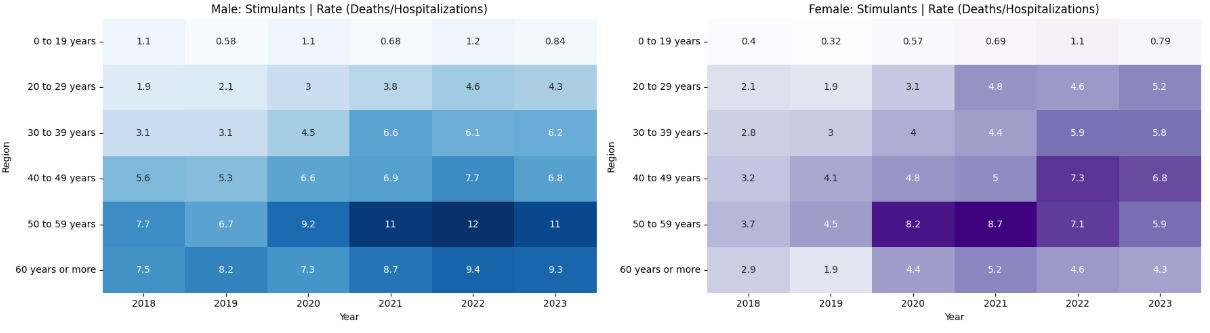 Male: Stimulants | Rate (Deaths/Hospitalizations)
0 to 19 years 1.1 0.58 1.1 0.68 1.2 0.84
20 to 29 years 1.9 2.1 3 3.8 4.6 4.3
30 to 39 years 3.1 3.1 4.5 6.6 6.1 6.2
40 to 49 years 5.6 5.3 6.6 6.9 7.7 6.8
50 to 59 years 7.7 6.7 9.2 11 12 11
60 years or more 7.5 8.2 7.3 8.7 9.4 9.3
2018 2019 2020 2021 2022 2023
Year
Region
Female: Stimulants | Rate (Deaths/Hospitalizations)
0 to 19 years 0.4 0.32 0.57 0.69 1.1 0.79
20 to 29 years 2.1 1.9 3.1 4.8 4.6 5.2
30 to 39 years 2.8 3 4 4.4 5.9 5.8
40 to 49 years 3.2 4.1 4.8 5 7.3 6.8
50 to 59 years 3.7 4.5 8.2 8.7 7.1 5.9
60 years or more 2.9 1.9 4.4 5.2 4.6 4.3
2018 2019 2020 2021 2022 2023
Year
Region